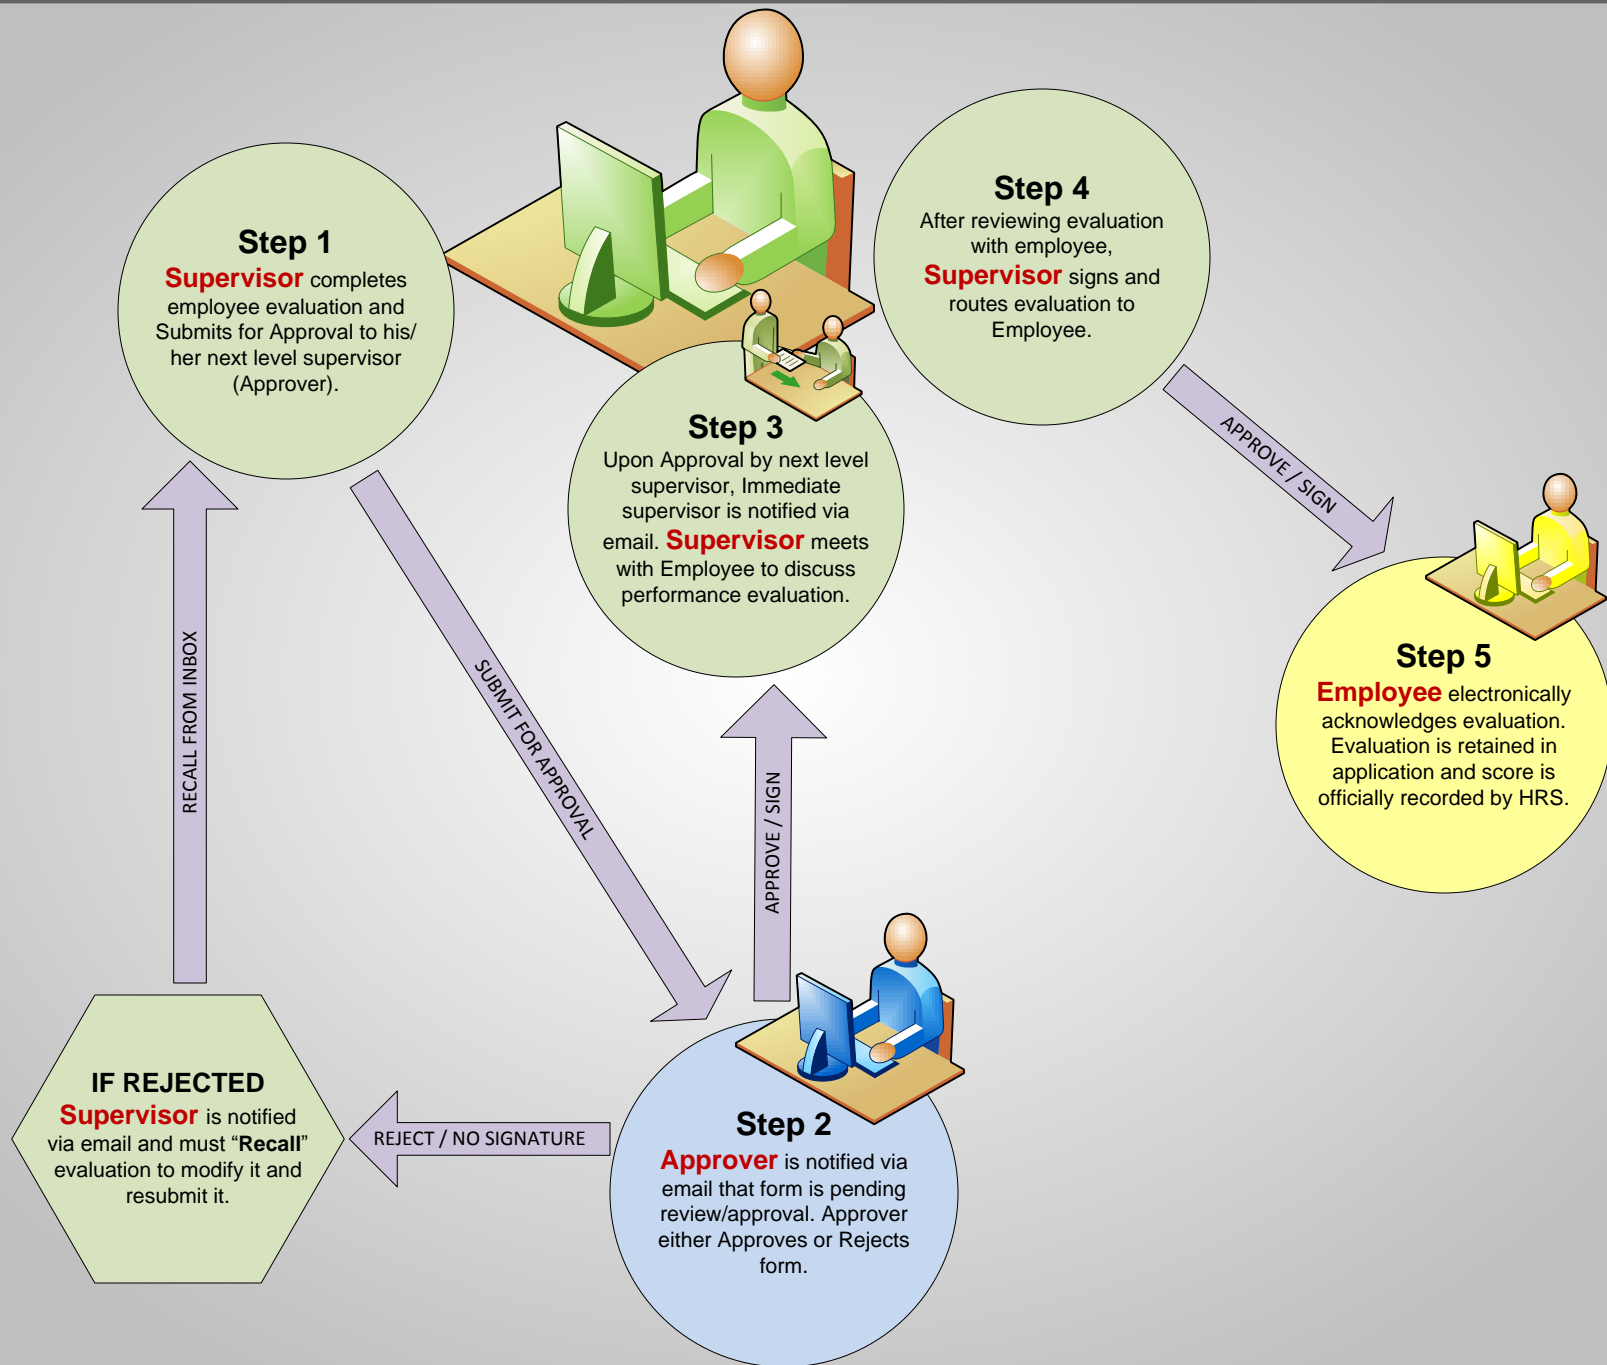 Step 1
Supervisor completes
employee evaluation and
Submits for Approval to his/
her next level supervisor
(Approver).
Step 4
After reviewing evaluation
with employee,
Supervisor signs and
routes evaluation to
Employee.
Step 3
Upon Approval by next level
supervisor, Immediate
supervisor is notified via
email. Supervisor meets
with Employee to discuss
performance evaluation.
APPROVE / SIGN
Step 5
Employee electronically
acknowledges evaluation.
Evaluation is retained in
application and score is
officially recorded by HRS.
RECALL FROM INBOX
SUBMIT FOR APPROVAL
APPROVE / SIGN
IF REJECTED
Supervisor is notified
via email and must “Recall”
evaluation to modify it and
resubmit it.
REJECT / NO SIGNATURE
Step 2
Approver is notified via
email that form is pending
review/approval. Approver
either Approves or Rejects
form.